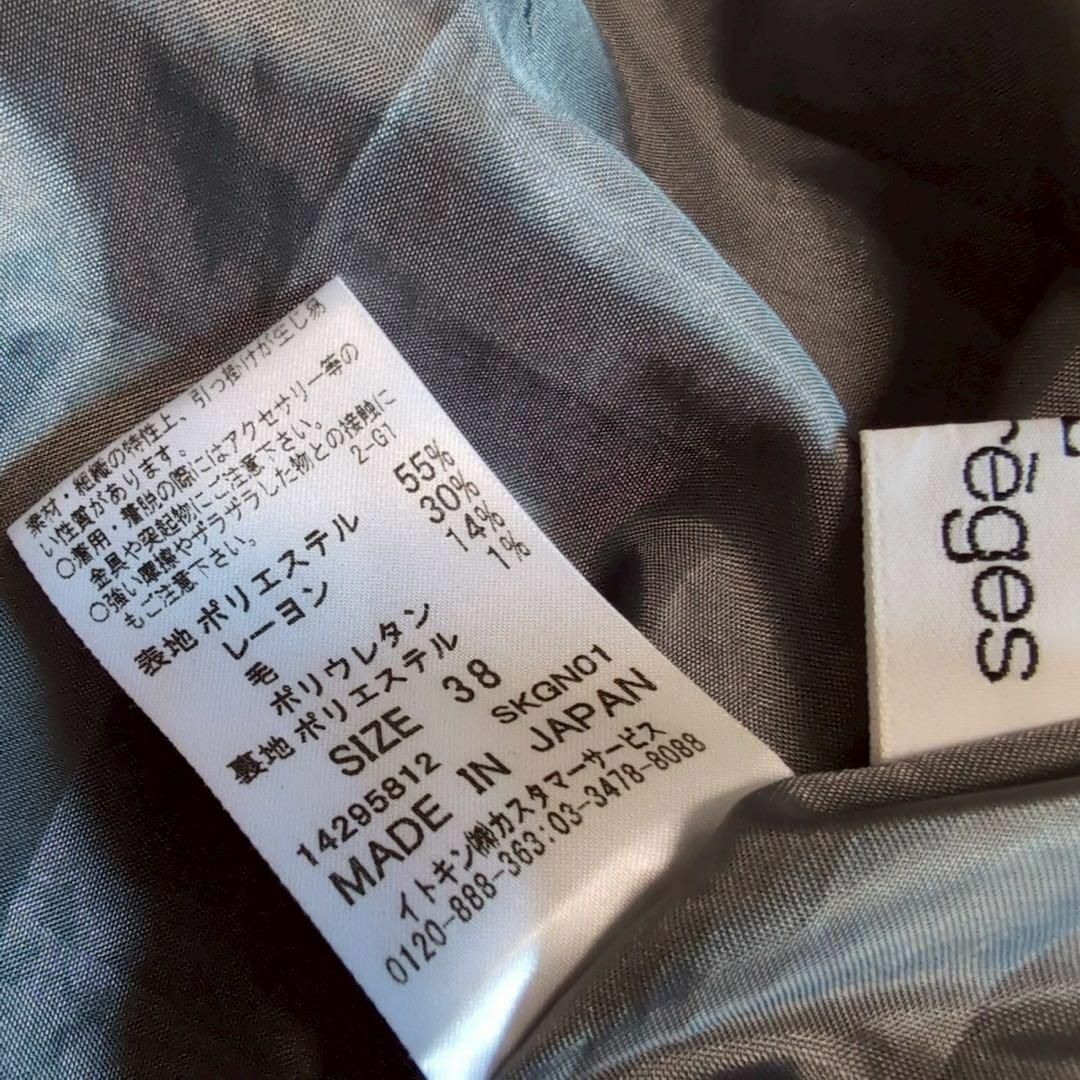 素材・組織の特性上、引っ掛けが生じ易
い性質があります。
○着用・着脱の際にはアクセサリー等の
金具や突起物にご注意下さい。
○強い摩擦やザラザラした物との接触に
もご注意下さい。
2-G1
表地 ポリエステル 55%
レーヨン 30%
毛 14%
ポリウレタン 1%
裏地 ポリエステル
SIZE 38
14295812 SKGN01
MADE IN JAPAN
イトキン㈱カスタマーサービス
0120-888-363:03-3478-8088
rēges